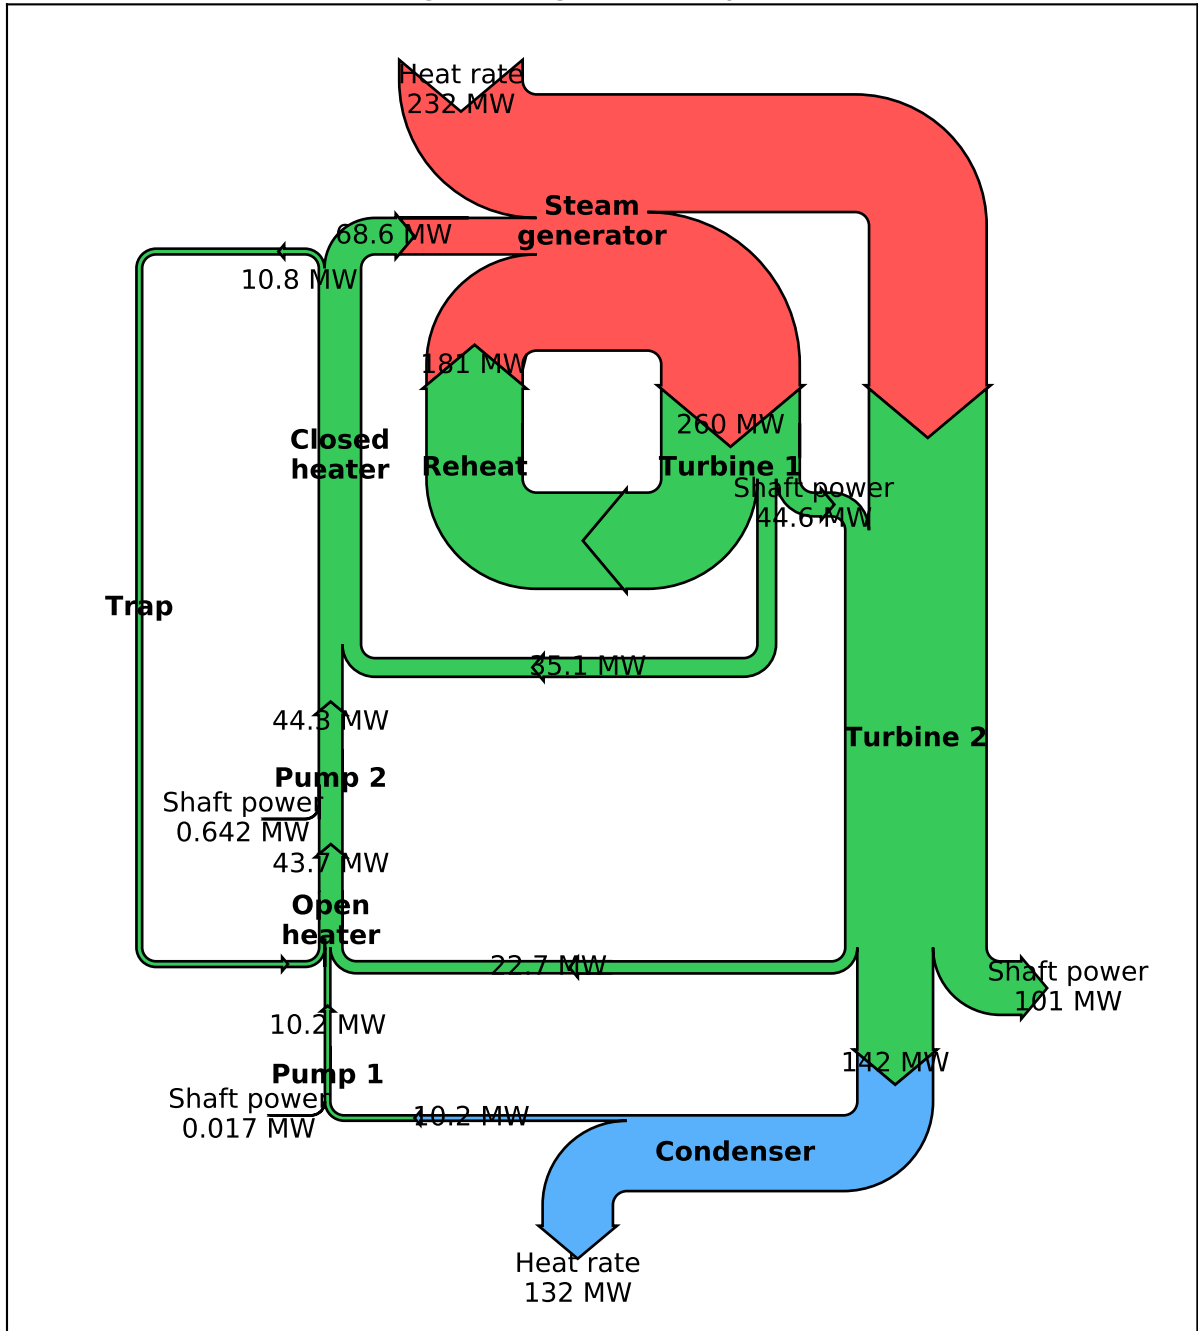 Heat rate
232 MW
Steam
generator
68.6 MW
10.8 MW
181 MW
260 MW
Closed
heater
Reheat
Turbine 1
Shaft power
44.6 MW
Trap
35.1 MW
44.3 MW
Turbine 2
Pump 2
Shaft power
0.642 MW
43.7 MW
Open
heater
22.7 MW
Shaft power
101 MW
10.2 MW
142 MW
Pump 1
Shaft power
0.017 MW
10.2 MW
Condenser
Heat rate
132 MW